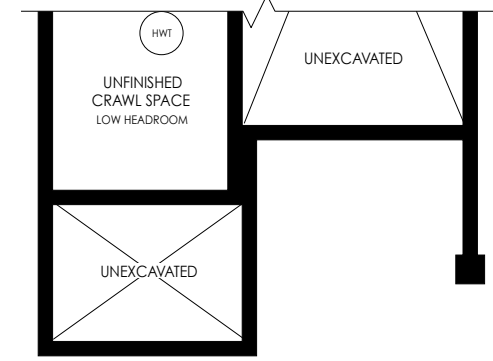 HWT
UNEXCAVATED
UNFINISHED
CRAWL SPACE
LOW HEADROOM
UNEXCAVATED